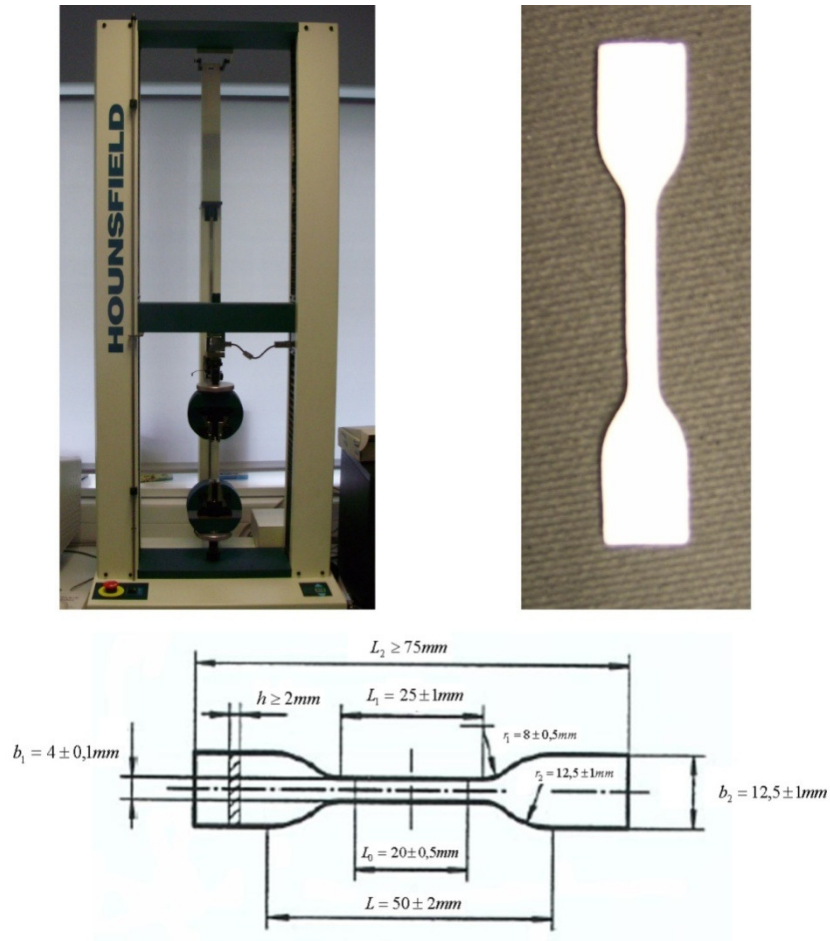 HOUNSFIELD
L₂ ≥ 75mm
h ≥ 2mm
L₁ = 25 ± 1mm
r₁ = 8 ± 0,5mm
b₁ = 4 ± 0,1mm
r₂ = 12,5 ± 1mm
b₂ = 12,5 ± 1mm
L₀ = 20 ± 0,5mm
L = 50 ± 2mm